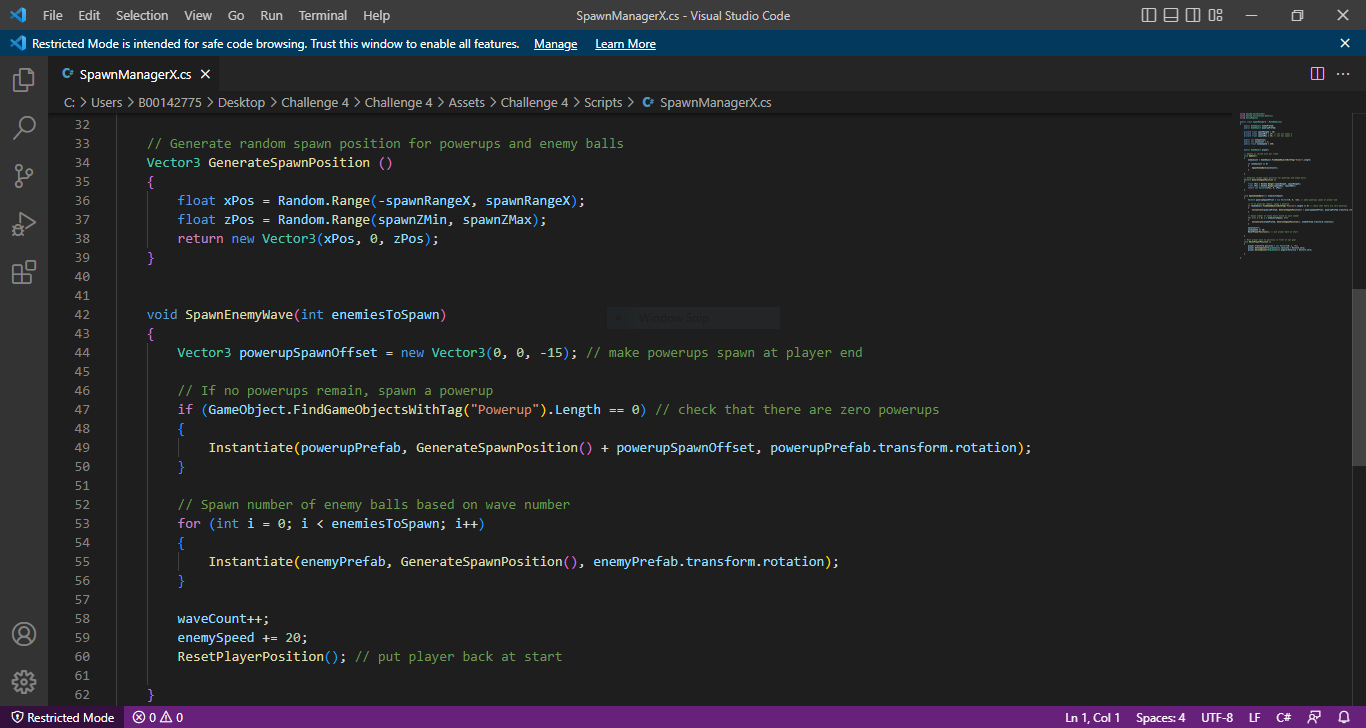 File Edit Selection View Go Run Terminal Help SpawnManagerX.cs - Visual Studio Code
Restricted Mode is intended for safe code browsing. Trust this window to enable all features. Manage Learn More
C# SpawnManagerX.cs
C: > Users > B00142775 > Desktop > Challenge 4 > Challenge 4 > Assets > Challenge 4 > Scripts > C# SpawnManagerX.cs
32
33 // Generate random spawn position for powerups and enemy balls
34 Vector3 GenerateSpawnPosition ()
35 {
36 float xPos = Random.Range(-spawnRangeX, spawnRangeX);
37 float zPos = Random.Range(spawnZMin, spawnZMax);
38 return new Vector3(xPos, 0, zPos);
39 }
40
41
42 void SpawnEnemyWave(int enemiesToSpawn)
43 {
44 Vector3 powerupSpawnOffset = new Vector3(0, 0, -15); // make powerups spawn at player end
45
46 // If no powerups remain, spawn a powerup
47 if (GameObject.FindGameObjectsWithTag("Powerup").Length == 0) // check that there are zero powerups
48 {
49 Instantiate(powerupPrefab, GenerateSpawnPosition() + powerupSpawnOffset, powerupPrefab.transform.rotation);
50 }
51
52 // Spawn number of enemy balls based on wave number
53 for (int i = 0; i < enemiesToSpawn; i++)
54 {
55 Instantiate(enemyPrefab, GenerateSpawnPosition(), enemyPrefab.transform.rotation);
56 }
57
58 waveCount++;
59 enemySpeed += 20;
60 ResetPlayerPosition(); // put player back at start
61
62 }
Restricted Mode 0 0 Ln 1, Col 1 Spaces: 4 UTF-8 LF C#